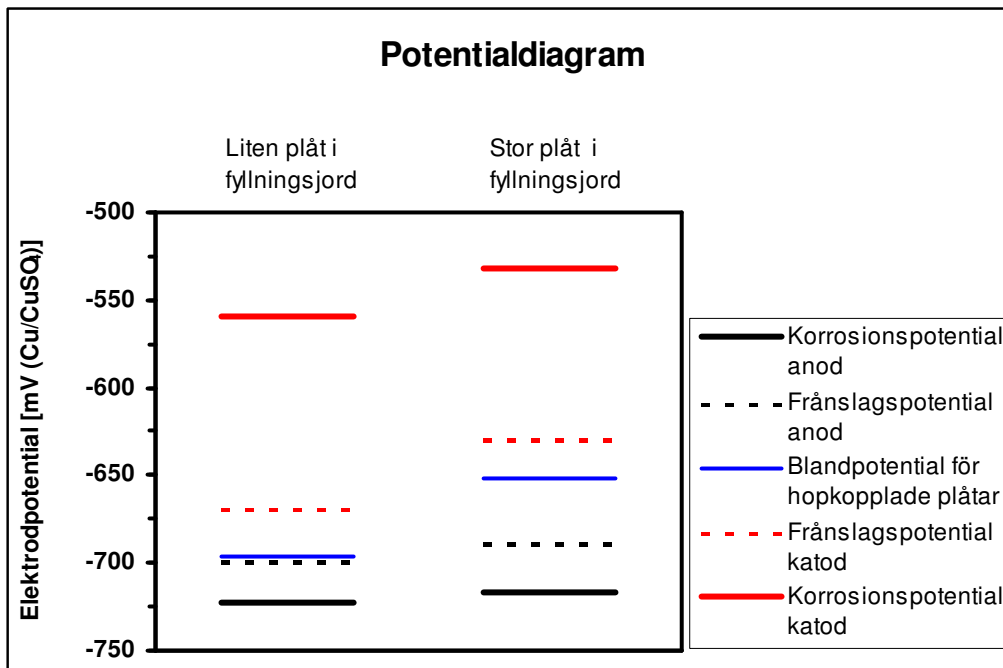 Potentialdiagram
Liten plåt i
fyllningsjord
Stor plåt i
fyllningsjord
Elektrodpotential [mV (Cu/CuSO4)]
-500
-550
-600
-650
-700
-750
Korrosionspotential
anod
Frånslagspotential
anod
Blandpotential för
hopkopplade plåtar
Frånslagspotential
katod
Korrosionspotential
katod